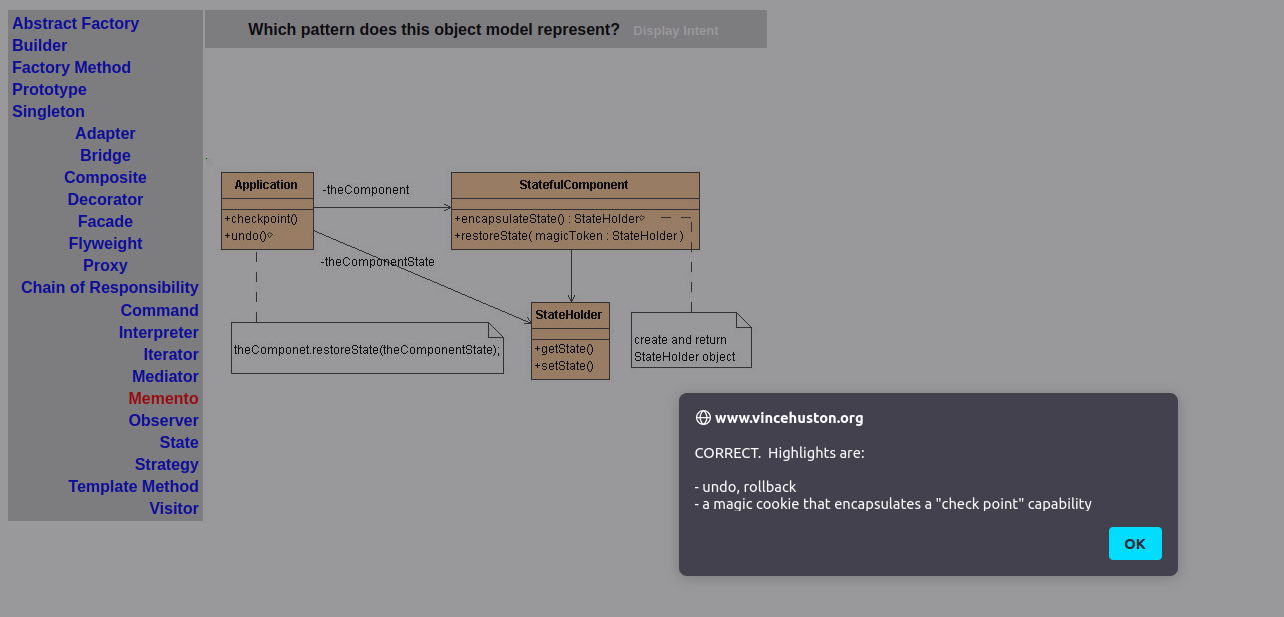 Abstract Factory
Builder
Factory Method
Prototype
Singleton
Adapter
Bridge
Composite
Decorator
Facade
Flyweight
Proxy
Chain of Responsibility
Command
Interpreter
Iterator
Mediator
Memento
Observer
State
Strategy
Template Method
Visitor
Which pattern does this object model represent? Display Intent
Application
+checkpoint()
+undo()
-theComponent
-theComponentState
StatefulComponent
+encapsulateState() : StateHolder
+restoreState( magicToken : StateHolder )
StateHolder
+getState()
+setState()
theComponet.restoreState(theComponentState);
create and return
StateHolder object
www.vincehuston.org
CORRECT. Highlights are:
- undo, rollback
- a magic cookie that encapsulates a "check point" capability
OK